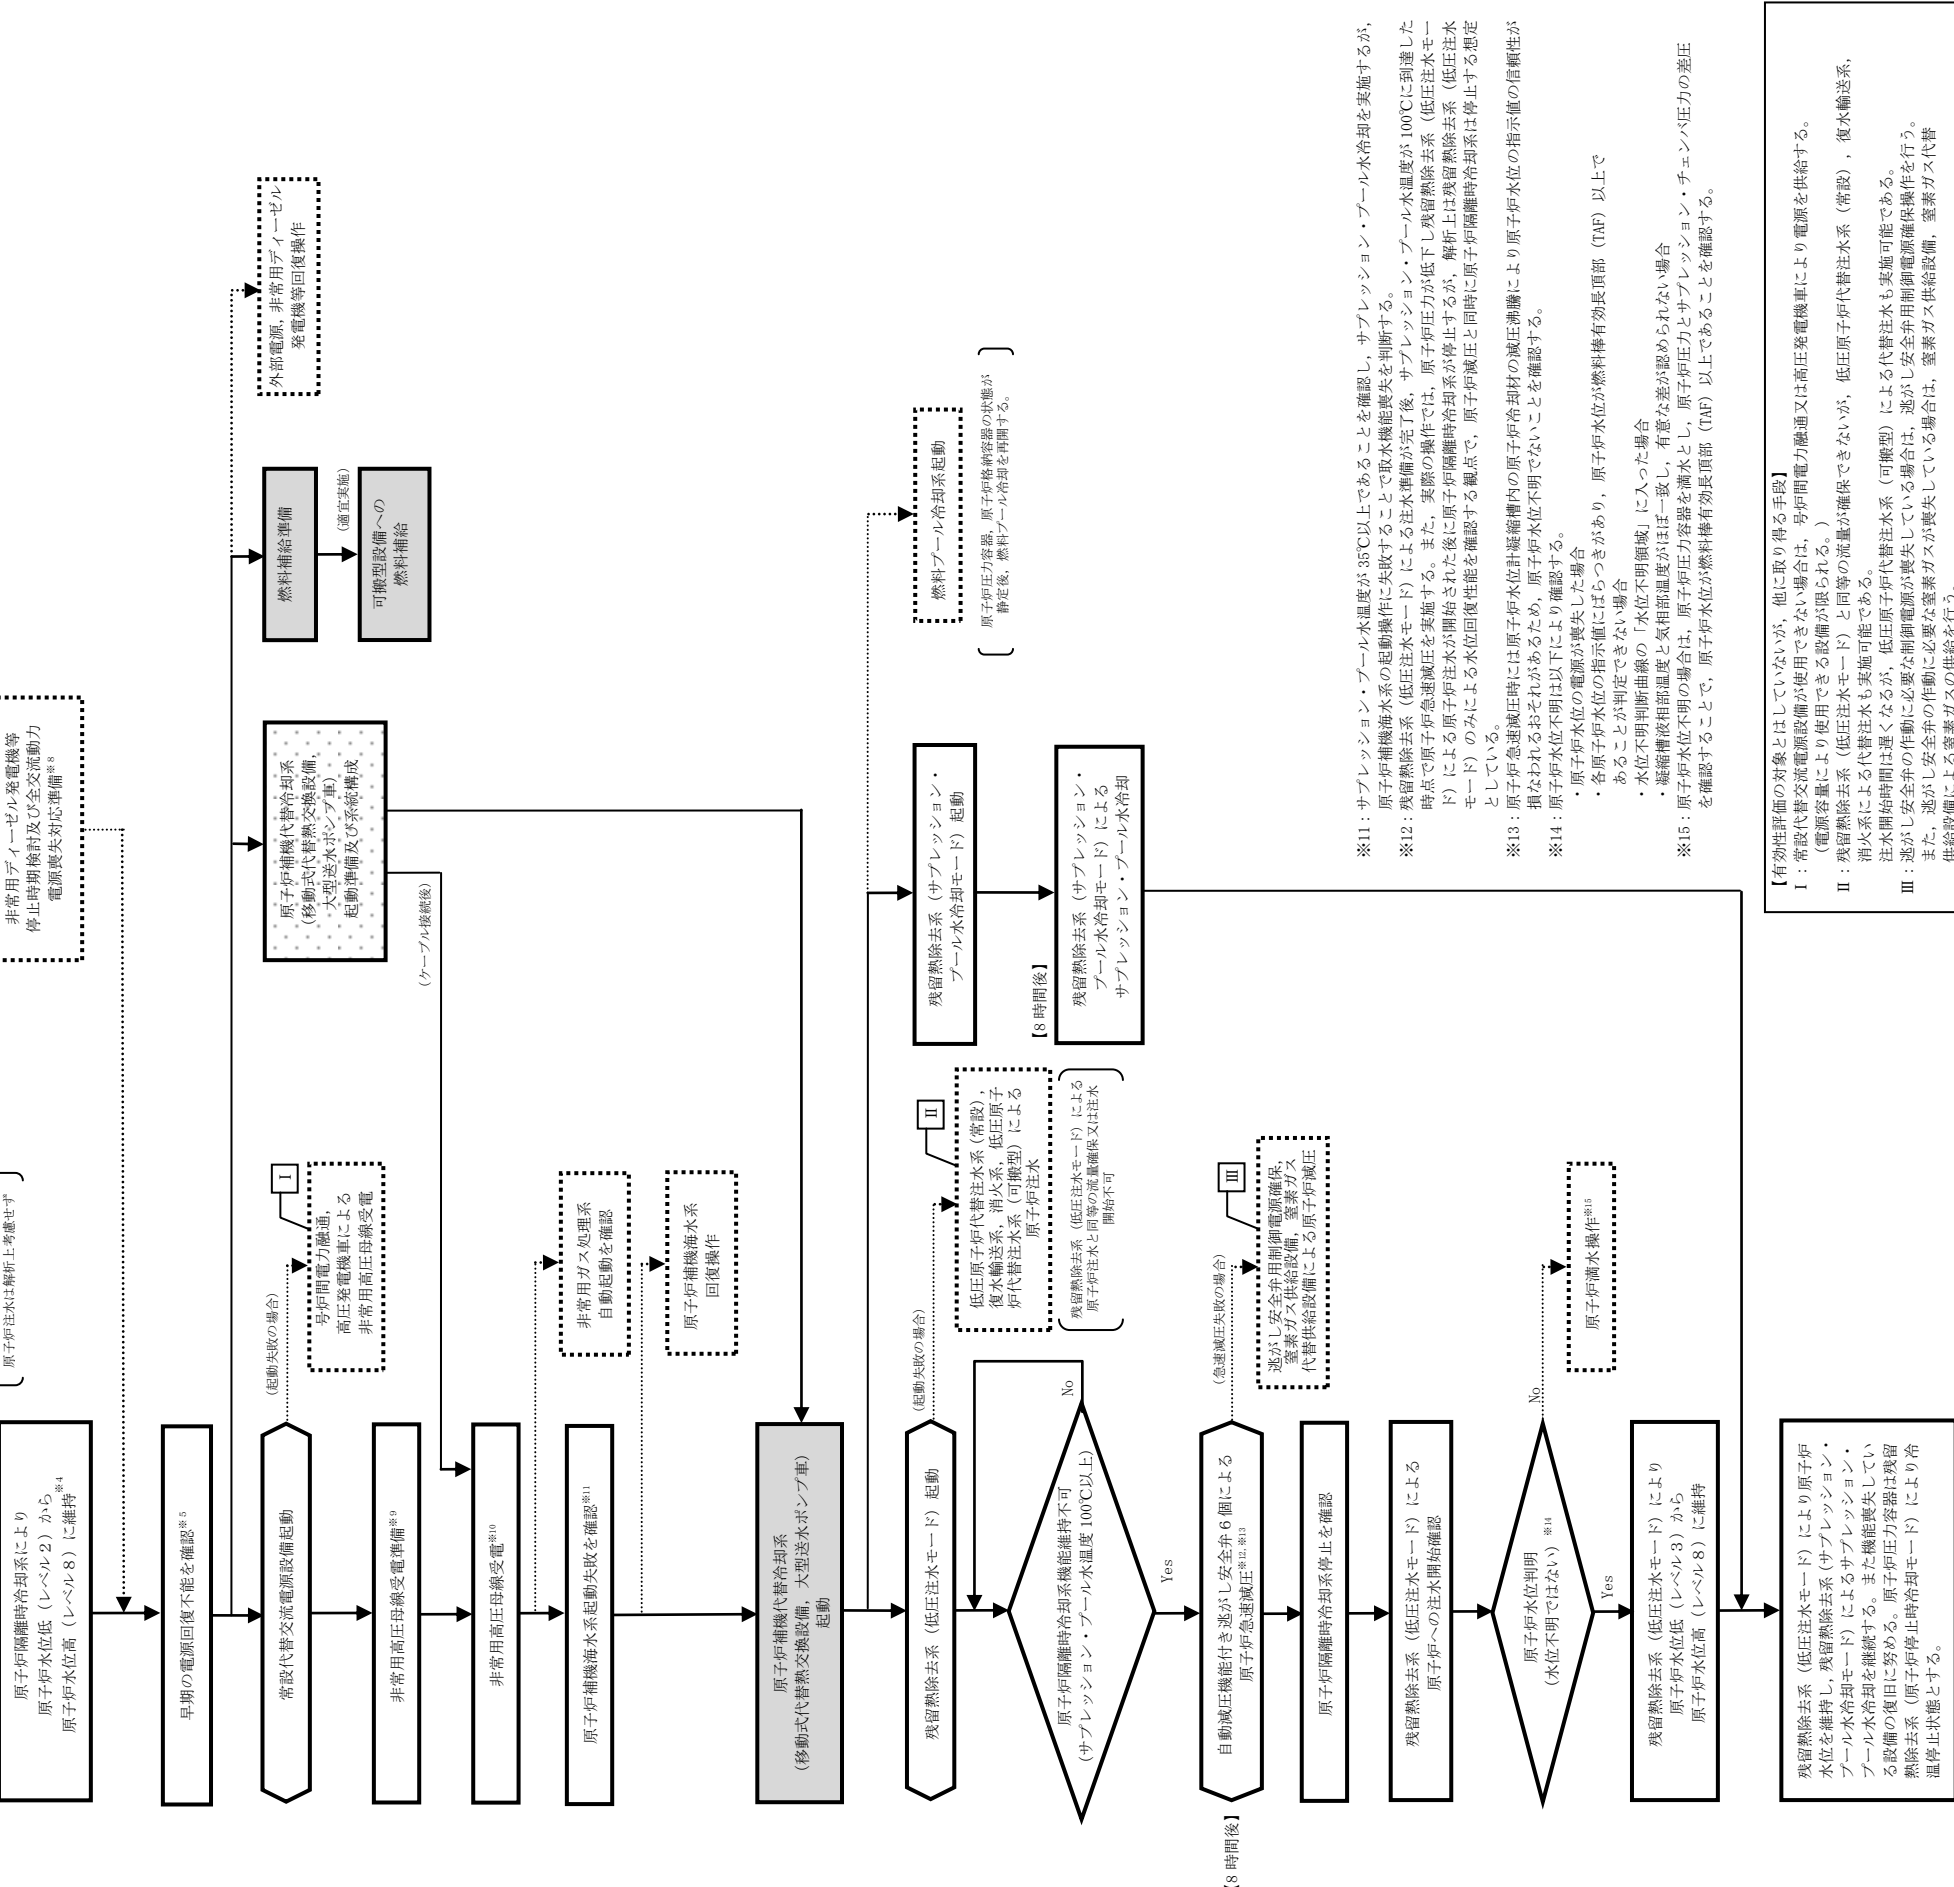 原子炉注水は解析上考慮せず
非常用ディーゼル発電機等
停止時期検討及び全交流動力
電源喪失対応準備※8
原子炉隔離時冷却系により
原子炉水位低（レベル２）から
原子炉水位高（レベル８）に維持※4
早期の電源回復不能を確認※5
外部電源，非常用ディーゼル
発電機等回復操作
燃料補給準備
（適宜実施）
可搬型設備への
燃料補給
原子炉補機代替冷却系
（移動式代替熱交換設備，
大型送水ポンプ車）
起動準備及び系統構成
（ケーブル接続後）
常設代替交流電源設備起動
（起動失敗の場合）
Ⅰ
号炉間電力融通，
高圧発電機車による
非常用高圧母線受電
非常用高圧母線受電準備※9
非常用高圧母線受電※10
非常用ガス処理系
自動起動を確認
原子炉補機海水系起動失敗を確認※11
原子炉補機海水系
回復操作
原子炉補機代替冷却系
（移動式代替熱交換設備，大型送水ポンプ車）
起動
燃料プール冷却系起動
原子炉圧力容器，原子炉格納容器の状態が
静定後，燃料プール冷却を再開する。
残留熱除去系（サプレッション・
プール水冷却モード）起動
【8 時間後】
残留熱除去系（サプレッション・
プール水冷却モード）による
サプレッション・プール水冷却
残留熱除去系（低圧注水モード）起動
（起動失敗の場合）
Ⅱ
低圧原子炉代替注水系（常設），
復水輸送系，消火系，低圧原子
炉代替注水系（可搬型）による
原子炉注水
残留熱除去系（低圧注水モード）による
原子炉注水と同等の流量確保又は注水
開始不可
原子炉隔離時冷却系機能維持不可
（サプレッション・プール水温度 100℃以上）
No
Yes
【8 時間後】
自動減圧機能付き逃がし安全弁６個による
原子炉急速減圧※12,※13
（急速減圧失敗の場合）
Ⅲ
逃がし安全弁用制御電源確保，
窒素ガス供給設備，窒素ガス
代替供給設備による原子炉減圧
原子炉隔離時冷却系停止を確認
残留熱除去系（低圧注水モード）による
原子炉への注水開始確認
原子炉水位判明
（水位不明ではない）※14
No
原子炉満水操作※15
Yes
残留熱除去系（低圧注水モード）により
原子炉水位低（レベル３）から
原子炉水位高（レベル８）に維持
残留熱除去系（低圧注水モード）により原子炉
水位を維持し，残留熱除去系（サプレッション・
プール水冷却モード）によるサプレッション・
プール水冷却を継続する。また機能喪失してい
る設備の復旧に努める。原子炉圧力容器は残留
熱除去系（原子炉停止時冷却モード）により冷
温停止状態とする。
※11：サプレッション・プール水温度が 35℃以上であることを確認し，サプレッション・プール水冷却を実施するが，
原子炉補機海水系の起動操作に失敗することで取水機能喪失を判断する。
※12：残留熱除去系（低圧注水モード）による注水準備が完了後，サプレッション・プール水温度が 100℃に到達した
時点で原子炉急速減圧を実施する。また，実際の操作では，原子炉圧力が低下し残留熱除去系（低圧注水モー
ド）による原子炉注水が開始された後に原子炉隔離時冷却系が停止するが，解析上は残留熱除去系（低圧注水
モード）のみによる水位回復性能を確認する観点で，原子炉減圧と同時に原子炉隔離時冷却系は停止する想定
としている。
※13：原子炉急速減圧時には原子炉水位計凝縮槽内の原子炉冷却材の減圧沸騰により原子炉水位の指示値の信頼性が
損なわれるおそれがあるため，原子炉水位不明でないことを確認する。
※14：原子炉水位不明は以下により確認する。
・原子炉水位の電源が喪失した場合
・各原子炉水位の指示値にばらつきがあり，原子炉水位が燃料棒有効長頂部（TAF）以上で
あることが判定できない場合
・水位不明判断曲線の「水位不明領域」に入った場合
・凝縮槽液相部温度と気相部温度がほぼ一致し，有意な差が認められない場合
※15：原子炉水位不明の場合は，原子炉圧力容器を満水とし，原子炉圧力とサプレッション・チェンバ圧力の差圧
を確認することで，原子炉水位が燃料棒有効長頂部（TAF）以上であることを確認する。
【有効性評価の対象とはしていないが，他に取り得る手段】
Ⅰ：常設代替交流電源設備が使用できない場合は，号炉間電力融通又は高圧発電機車により電源を供給する。
（電源容量により使用できる設備が限られる。）
Ⅱ：残留熱除去系（低圧注水モード）と同等の流量が確保できないが，低圧原子炉代替注水系（常設），復水輸送系，
消火系による代替注水も実施可能である。
注水開始時間は遅くなるが，低圧原子炉代替注水系（可搬型）による代替注水も実施可能である。
Ⅲ：逃がし安全弁の作動に必要な制御電源が喪失している場合は，逃がし安全弁用制御電源確保操作を行う。
また，逃がし安全弁の作動に必要な窒素ガスが喪失している場合は，窒素ガス供給設備，窒素ガス代替
供給設備による窒素ガスの供給を行う。